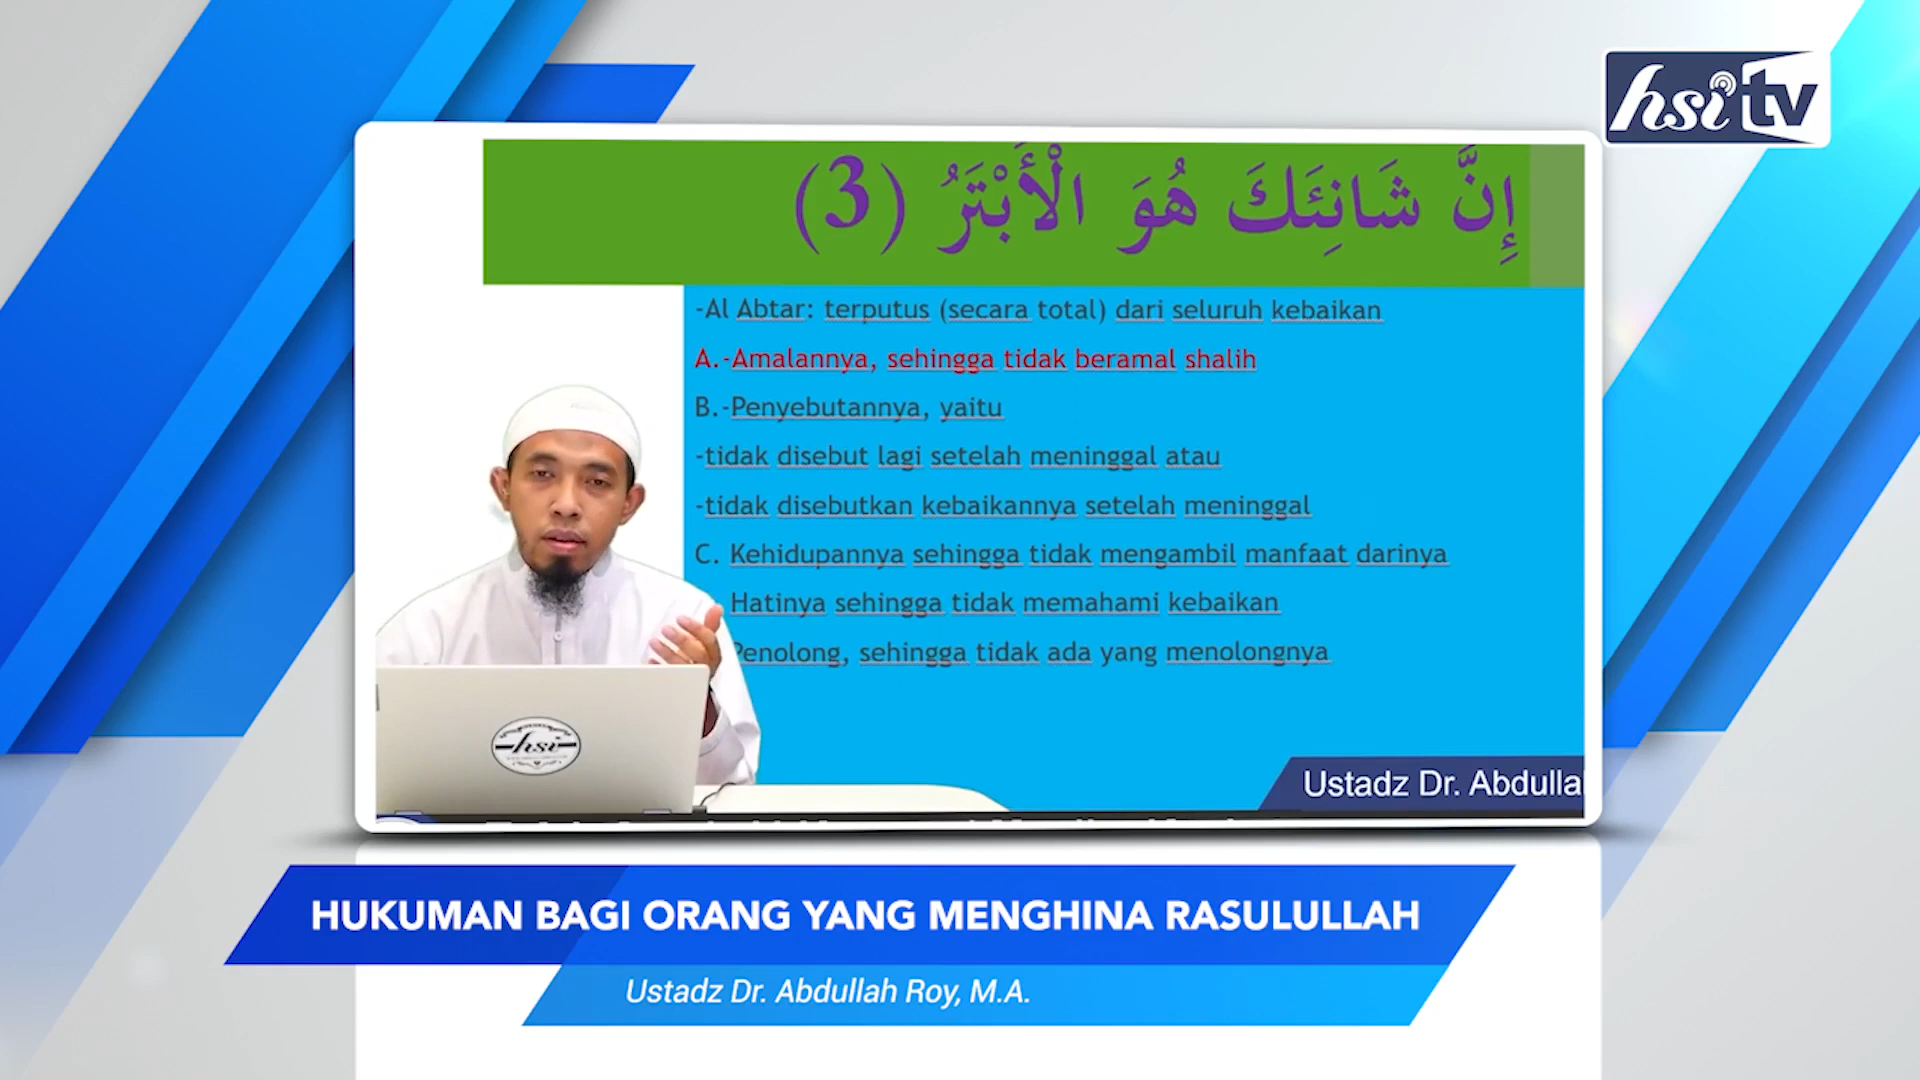 hsi tv
إِنَّ شَانِئَكَ هُوَ الْأَبْتَرُ (3)
-Al Abtar: terputus (secara total) dari seluruh kebaikan
A.-Amalannya, sehingga tidak beramal shalih
B.-Penyebutannya, yaitu
-tidak disebut lagi setelah meninggal atau
-tidak disebutkan kebaikannya setelah meninggal
C. Kehidupannya sehingga tidak mengambil manfaat darinya
Hatinya sehingga tidak memahami kebaikan
Penolong, sehingga tidak ada yang menolongnya
hsi
Ustadz Dr. Abdulla
HUKUMAN BAGI ORANG YANG MENGHINA RASULULLAH
Ustadz Dr. Abdullah Roy, M.A.